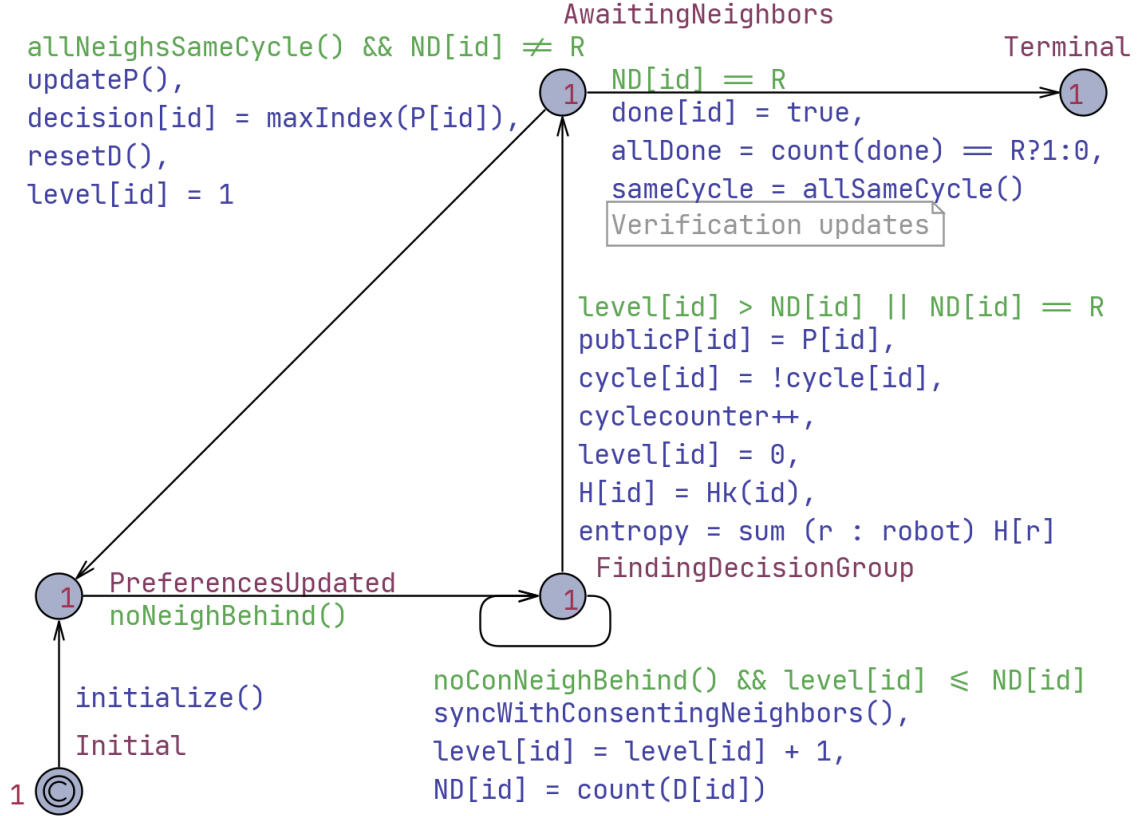 AwaitingNeighbors
allNeighsSameCycle() && ND[id] ≠ R
updateP(),
decision[id] = maxIndex(P[id]),
resetD(),
level[id] = 1
1
Terminal
1
ND[id] == R
done[id] = true,
allDone = count(done) == R?1:0,
sameCycle = allSameCycle()
Verification updates
level[id] > ND[id] || ND[id] == R
publicP[id] = P[id],
cycle[id] = !cycle[id],
cyclecounter++,
level[id] = 0,
H[id] = Hk(id),
entropy = sum (r : robot) H[r]
FindingDecisionGroup
1
PreferencesUpdated
1
noNeighBehind()
noConNeighBehind() && level[id] ⩽ ND[id]
syncWithConsentingNeighbors(),
level[id] = level[id] + 1,
ND[id] = count(D[id])
initialize()
Initial
1
C